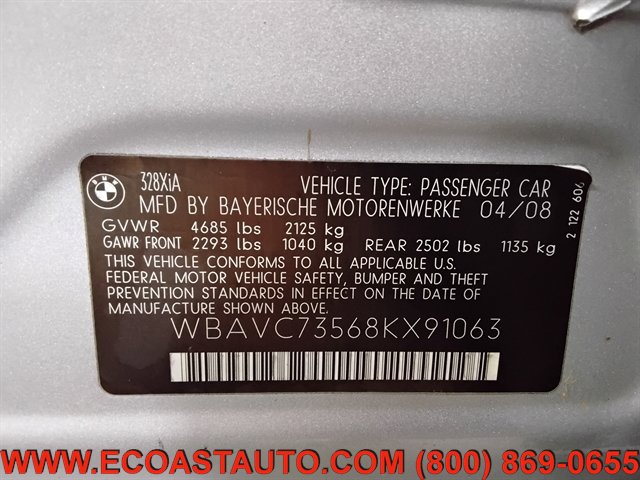 BMW
328XiA VEHICLE TYPE: PASSENGER CAR
MFD BY BAYERISCHE MOTORENWERKE 04/08
GVWR 4685 lbs 2125 kg
GAWR FRONT 2293 lbs 1040 kg REAR 2502 lbs 1135 kg
THIS VEHICLE CONFORMS TO ALL APPLICABLE U.S.
FEDERAL MOTOR VEHICLE SAFETY, BUMPER AND THEFT
PREVENTION STANDARDS IN EFFECT ON THE DATE OF
MANUFACTURE SHOWN ABOVE.
WBAVC73568KX91063
2 122 606
WWW.ECOASTAUTO.COM (800) 869-0655